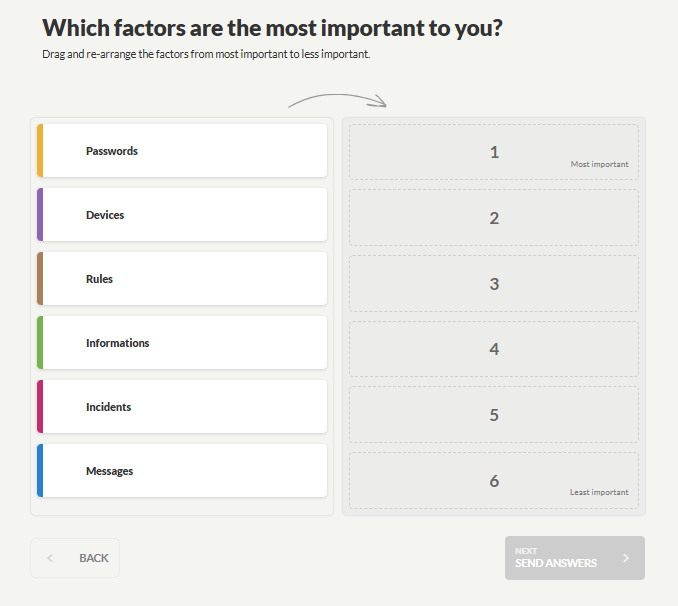 Which factors are the most important to you?
Drag and re-arrange the factors from most important to less important.
Passwords
Devices
Rules
Informations
Incidents
Messages
1
Most important
2
3
4
5
6
Least important
BACK
NEXT
SEND ANSWERS